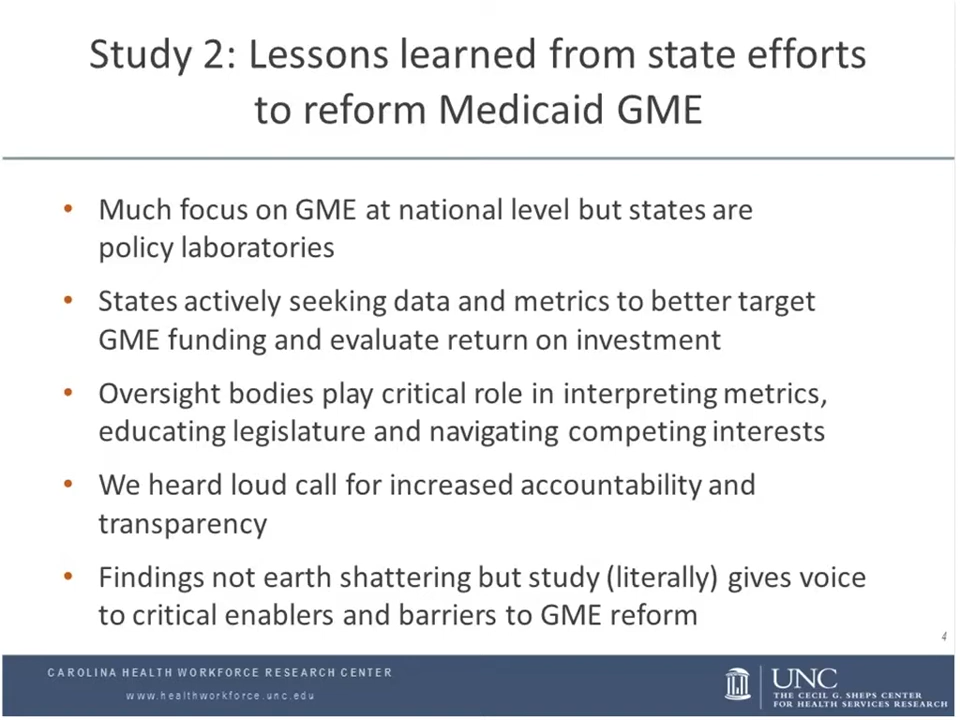 Study 2: Lessons learned from state efforts
to reform Medicaid GME
• Much focus on GME at national level but states are
policy laboratories
• States actively seeking data and metrics to better target
GME funding and evaluate return on investment
• Oversight bodies play critical role in interpreting metrics,
educating legislature and navigating competing interests
• We heard loud call for increased accountability and
transparency
• Findings not earth shattering but study (literally) gives voice
to critical enablers and barriers to GME reform
4
CAROLINA HEALTH WORKFORCE RESEARCH CENTER
www.healthworkforce.unc.edu
UNC
THE CECIL G. SHEPS CENTER
FOR HEALTH SERVICES RESEARCH